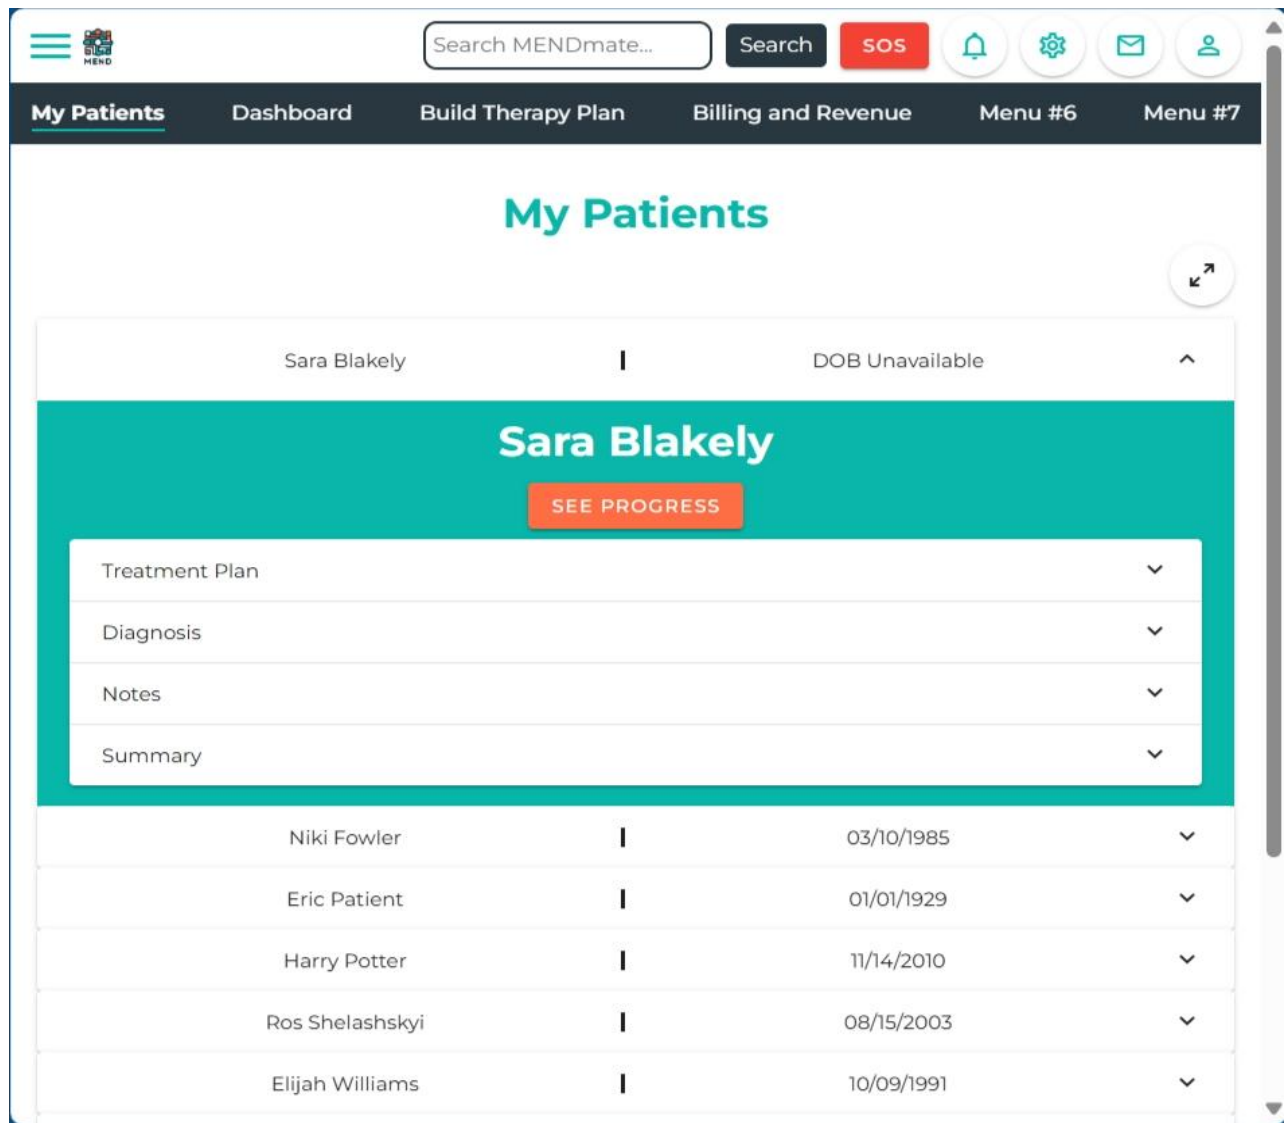 MEND
Search MENDmate...
Search
SOS
My Patients Dashboard Build Therapy Plan Billing and Revenue Menu #6 Menu #7
My Patients
Sara Blakely | DOB Unavailable
Sara Blakely
SEE PROGRESS
Treatment Plan
Diagnosis
Notes
Summary
Niki Fowler | 03/10/1985
Eric Patient | 01/01/1929
Harry Potter | 11/14/2010
Ros Shelashskyi | 08/15/2003
Elijah Williams | 10/09/1991